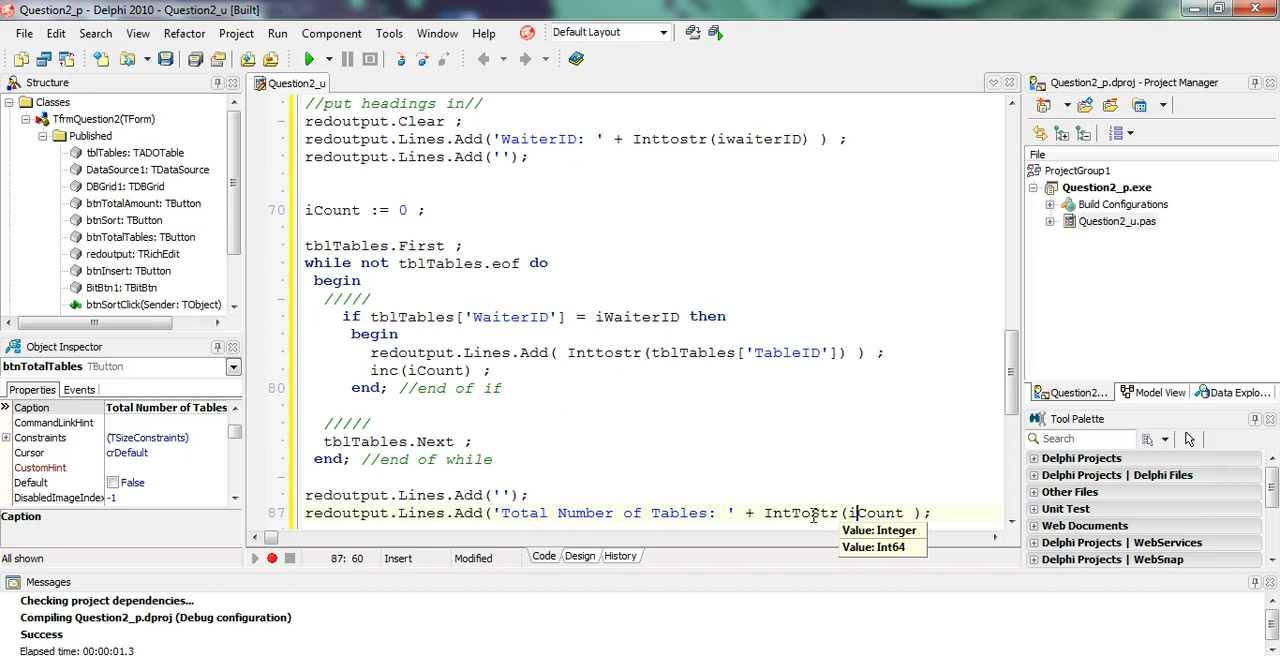 Question2_p - Delphi 2010 - Question2_u [Built]
File Edit Search View Refactor Project Run Component Tools Window Help Default Layout
Structure
Classes
TfrmQuestion2(TForm)
Published
tblTables: TADOTable
DataSource1: TDataSource
DBGrid1: TDBGrid
btnTotalAmount: TButton
btnSort: TButton
btnTotalTables: TButton
redoutput: TRichEdit
btnInsert: TButton
BitBtn1: TBitBtn
btnSortClick(Sender: TObject)
Object Inspector
btnTotalTables TButton
Properties Events
Caption Total Number of Tables
CommandLinkHint
Constraints (TSizeConstraints)
Cursor crDefault
CustomHint
Default False
DisabledImageIndex -1
Caption
All shown
Question2_u
//put headings in//
redoutput.Clear ;
redoutput.Lines.Add('WaiterID: ' + Inttostr(iwaiterID) ) ;
redoutput.Lines.Add('');
70 iCount := 0 ;
tblTables.First ;
while not tblTables.eof do
begin
/////
if tblTables['WaiterID'] = iWaiterID then
begin
redoutput.Lines.Add( Inttostr(tblTables['TableID']) ) ;
inc(iCount) ;
80 end; //end of if
/////
tblTables.Next ;
end; //end of while
redoutput.Lines.Add('');
87 redoutput.Lines.Add('Total Number of Tables: ' + IntToStr(iCount );
Value: Integer
Value: Int64
87: 60 Insert Modified Code Design History
Question2_p.dproj - Project Manager
File
ProjectGroup1
Question2_p.exe
Build Configurations
Question2_u.pas
Question2... Model View Data Explo...
Tool Palette
Search
Delphi Projects
Delphi Projects | Delphi Files
Other Files
Unit Test
Web Documents
Delphi Projects | WebServices
Delphi Projects | WebSnap
Messages
Checking project dependencies...
Compiling Question2_p.dproj (Debug configuration)
Success
Elapsed time: 00:00:01.3